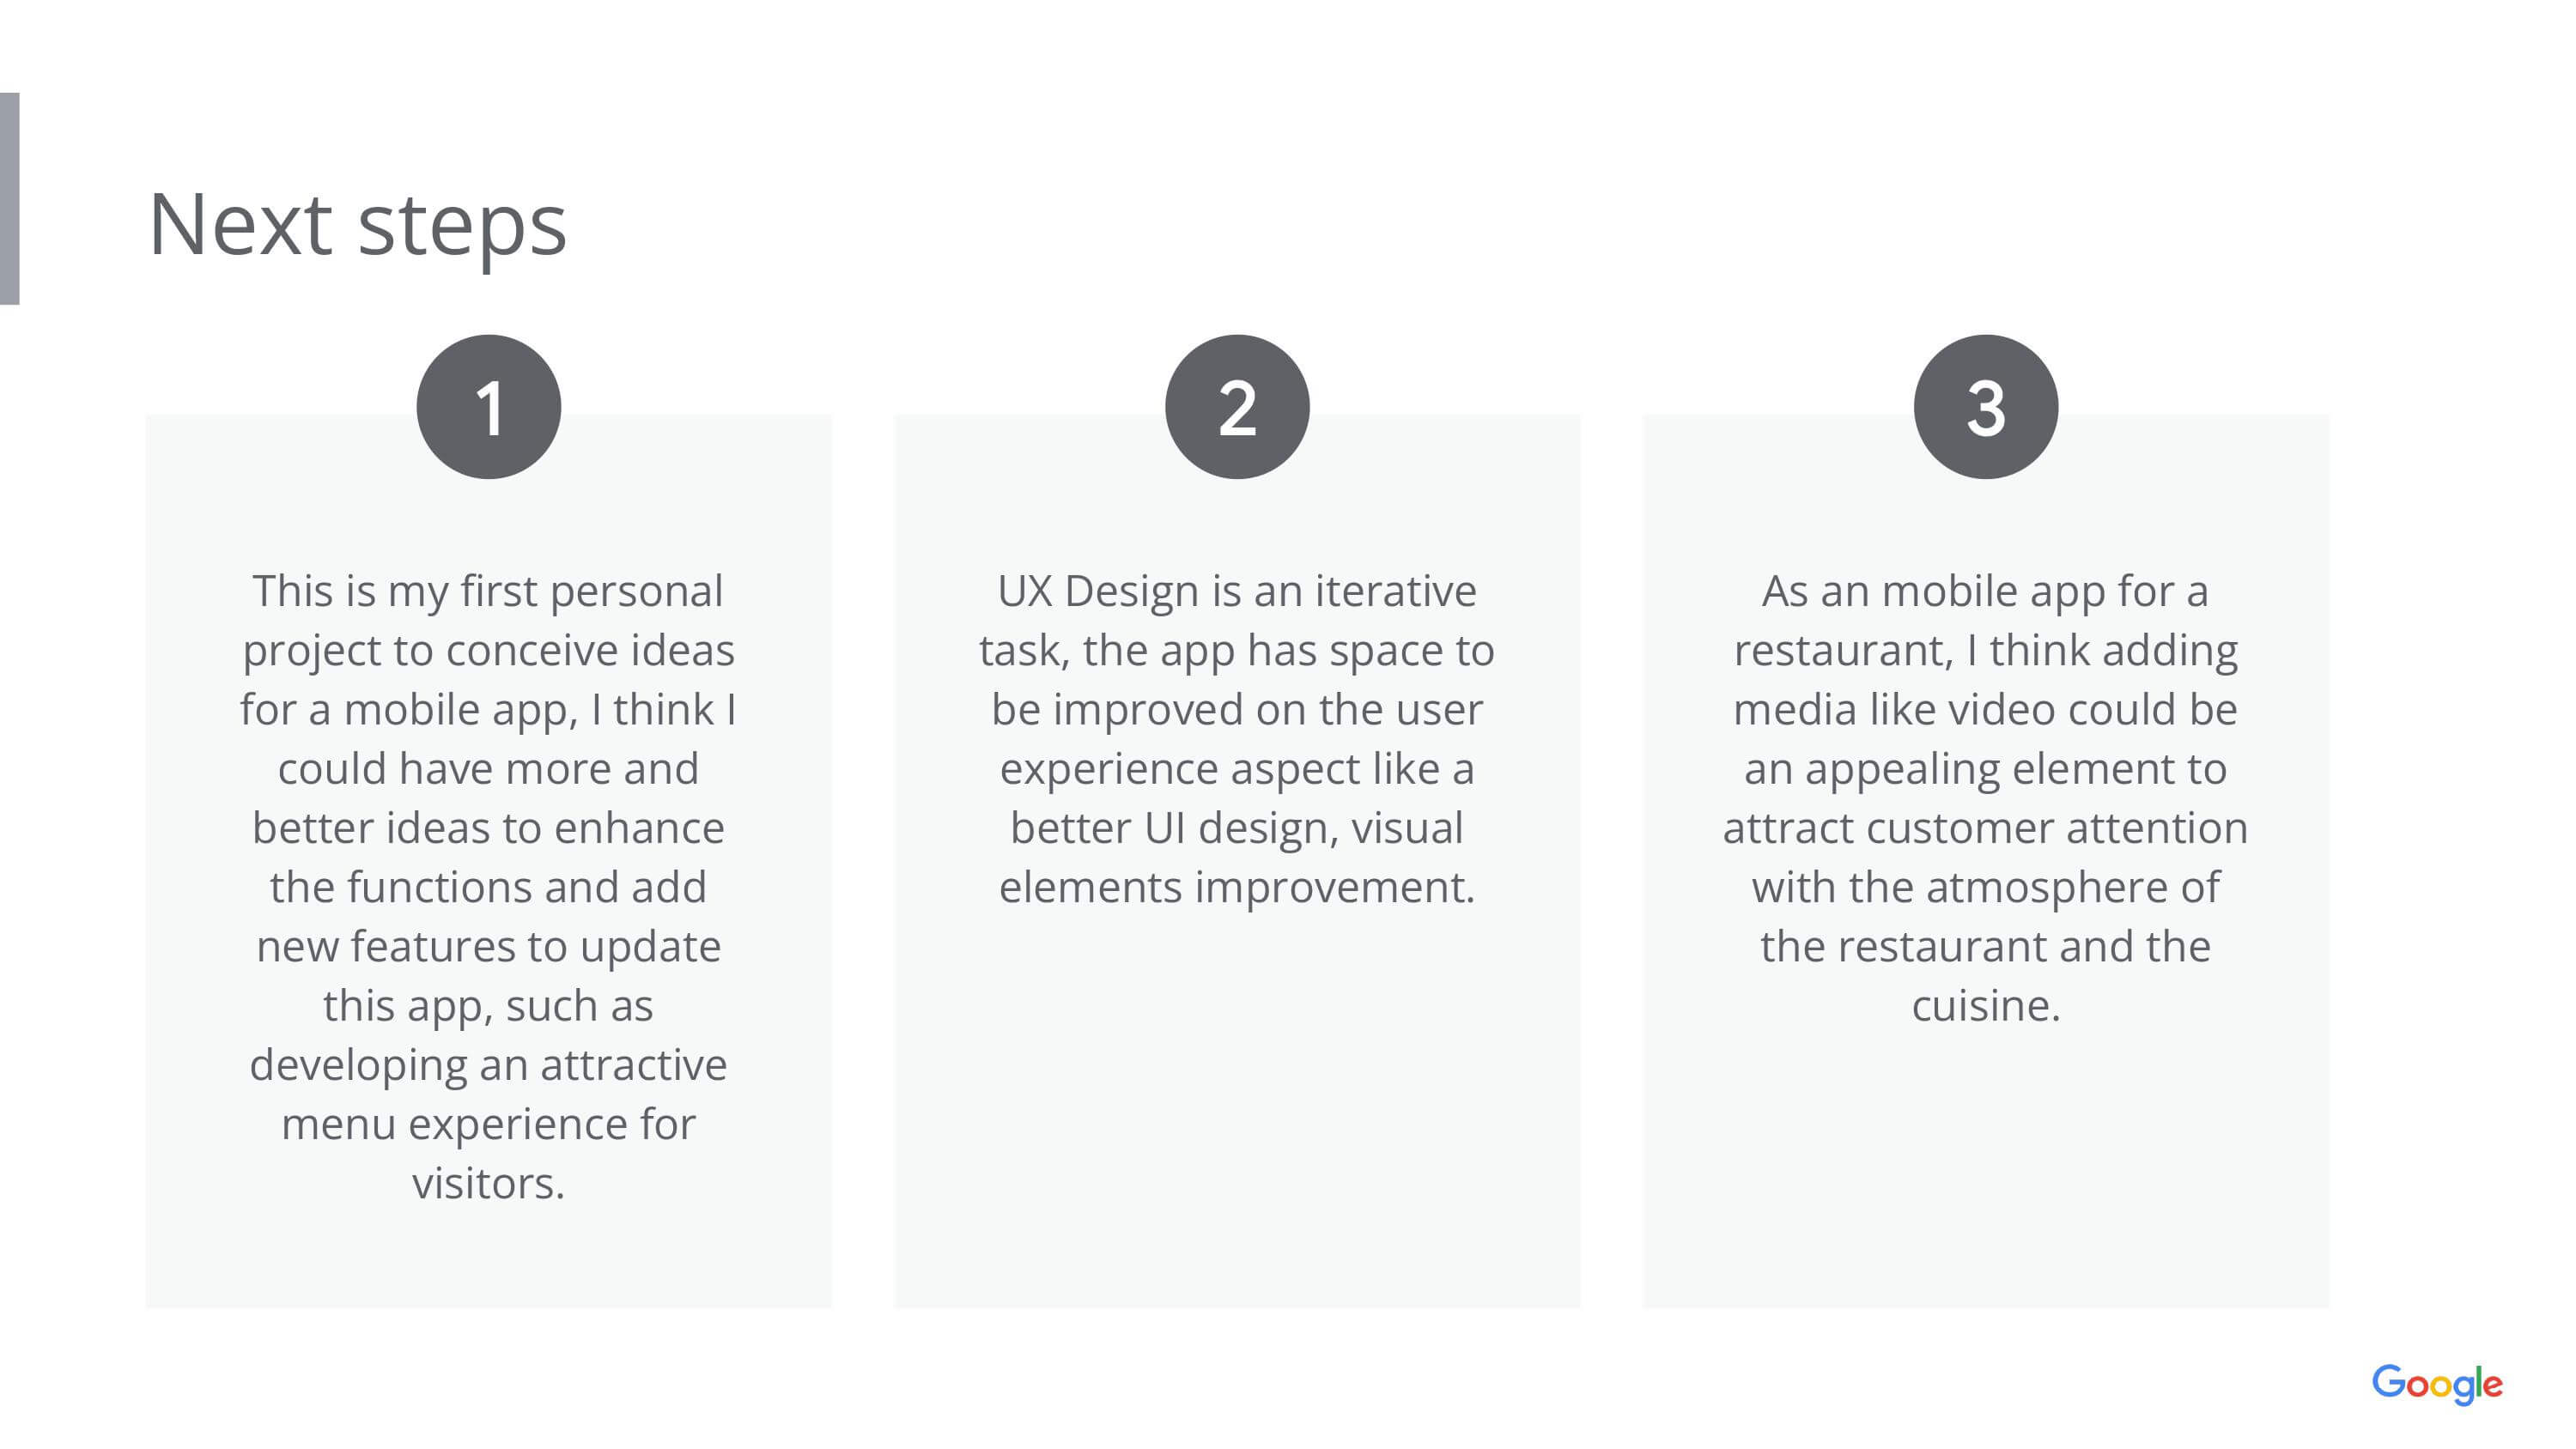 Next steps
1
This is my first personal
project to conceive ideas
for a mobile app, I think I
could have more and
better ideas to enhance
the functions and add
new features to update
this app, such as
developing an attractive
menu experience for
visitors.
2
UX Design is an iterative
task, the app has space to
be improved on the user
experience aspect like a
better UI design, visual
elements improvement.
3
As an mobile app for a
restaurant, I think adding
media like video could be
an appealing element to
attract customer attention
with the atmosphere of
the restaurant and the
cuisine.
Google